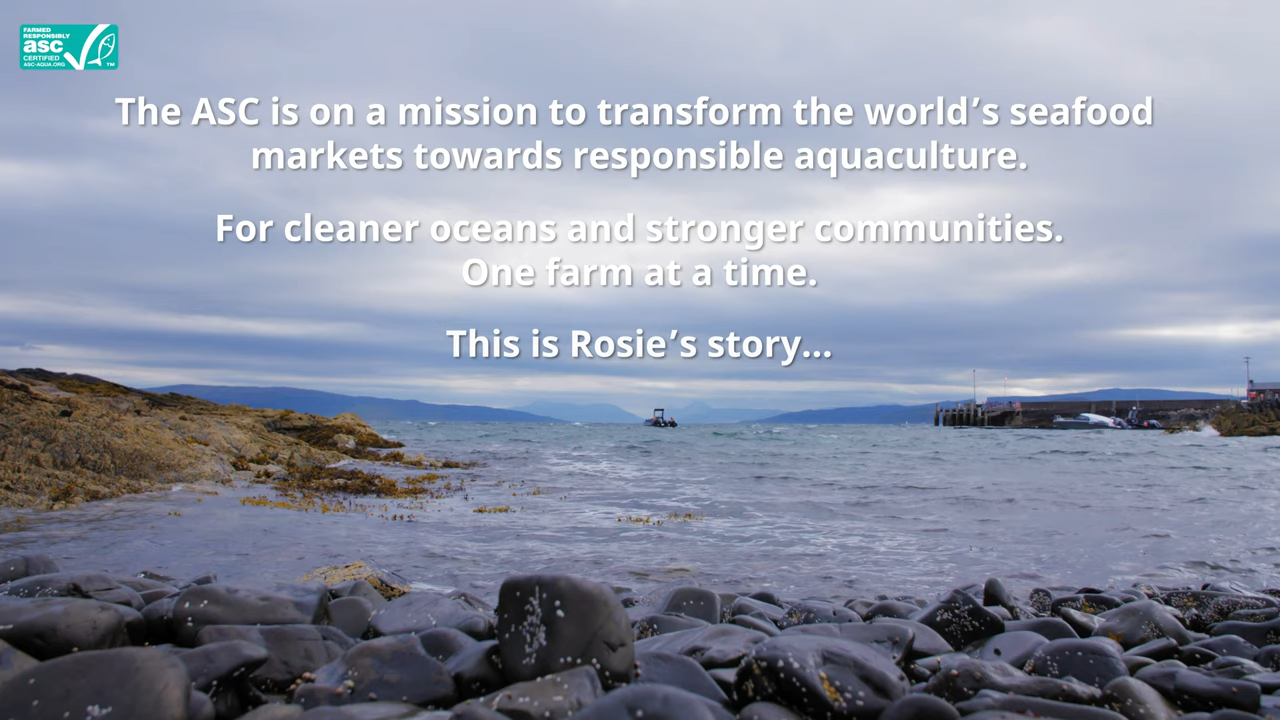 FARMED
RESPONSIBLY
asc
CERTIFIED
ASC-AQUA.ORG
TM
The ASC is on a mission to transform the world’s seafood
markets towards responsible aquaculture.
For cleaner oceans and stronger communities.
One farm at a time.
This is Rosie’s story...